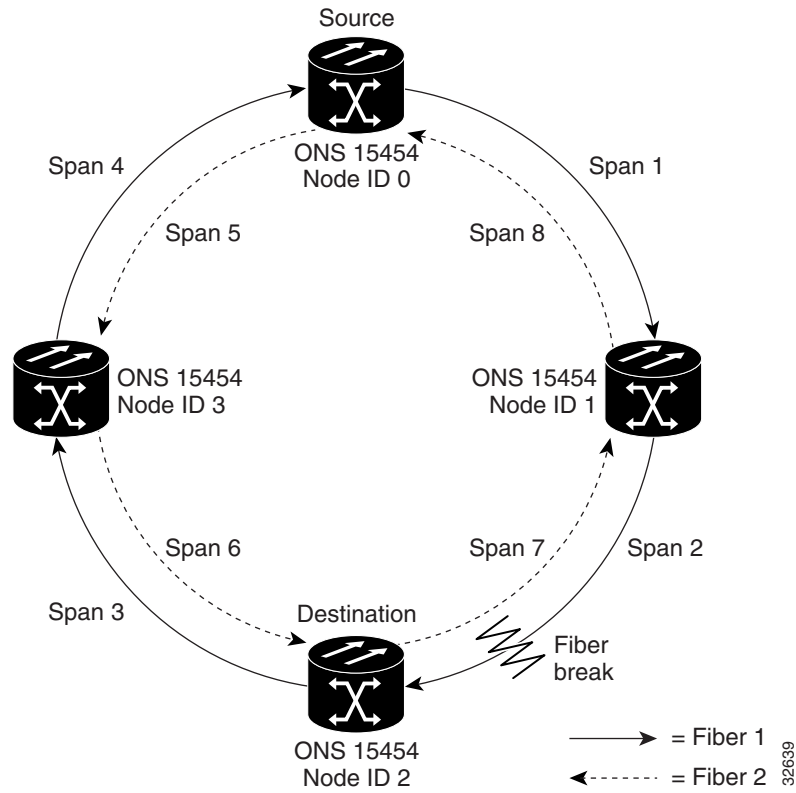 Source
ONS 15454
Node ID 0
Span 4
Span 1
Span 5
Span 8
ONS 15454
Node ID 3
ONS 15454
Node ID 1
Span 6
Span 7
Span 3
Span 2
Destination
Fiber
break
ONS 15454
Node ID 2
= Fiber 1
= Fiber 2
32639